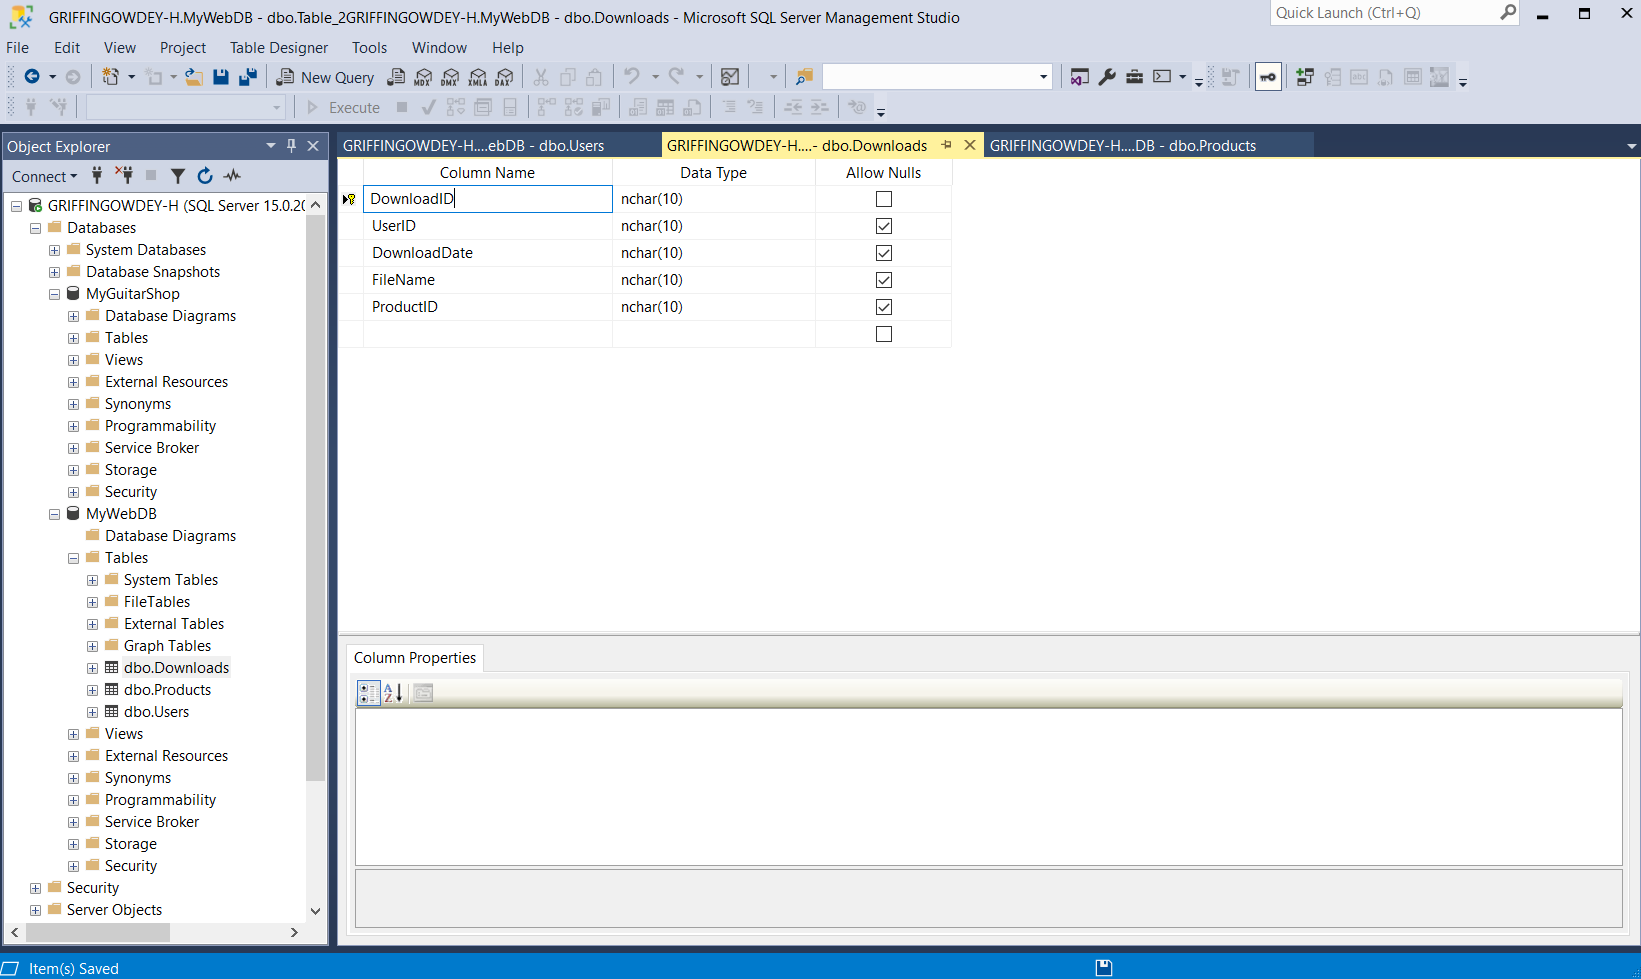 GRIFFINGOWDEY-H.MyWebDB - dbo.Table_2GRIFFINGOWDEY-H.MyWebDB - dbo.Downloads - Microsoft SQL Server Management Studio
Quick Launch (Ctrl+Q)
File Edit View Project Table Designer Tools Window Help
New Query MDX DMX XMLA DAX
Execute
Object Explorer
GRIFFINGOWDEY-H....ebDB - dbo.Users
GRIFFINGOWDEY-H....- dbo.Downloads
GRIFFINGOWDEY-H....DB - dbo.Products
Connect
GRIFFINGOWDEY-H (SQL Server 15.0.20
Databases
System Databases
Database Snapshots
MyGuitarShop
Database Diagrams
Tables
Views
External Resources
Synonyms
Programmability
Service Broker
Storage
Security
MyWebDB
Database Diagrams
Tables
System Tables
FileTables
External Tables
Graph Tables
dbo.Downloads
dbo.Products
dbo.Users
Views
External Resources
Synonyms
Programmability
Service Broker
Storage
Security
Security
Server Objects
Column Name Data Type Allow Nulls
DownloadID nchar(10)
UserID nchar(10)
DownloadDate nchar(10)
FileName nchar(10)
ProductID nchar(10)
Column Properties
A
Z
Item(s) Saved